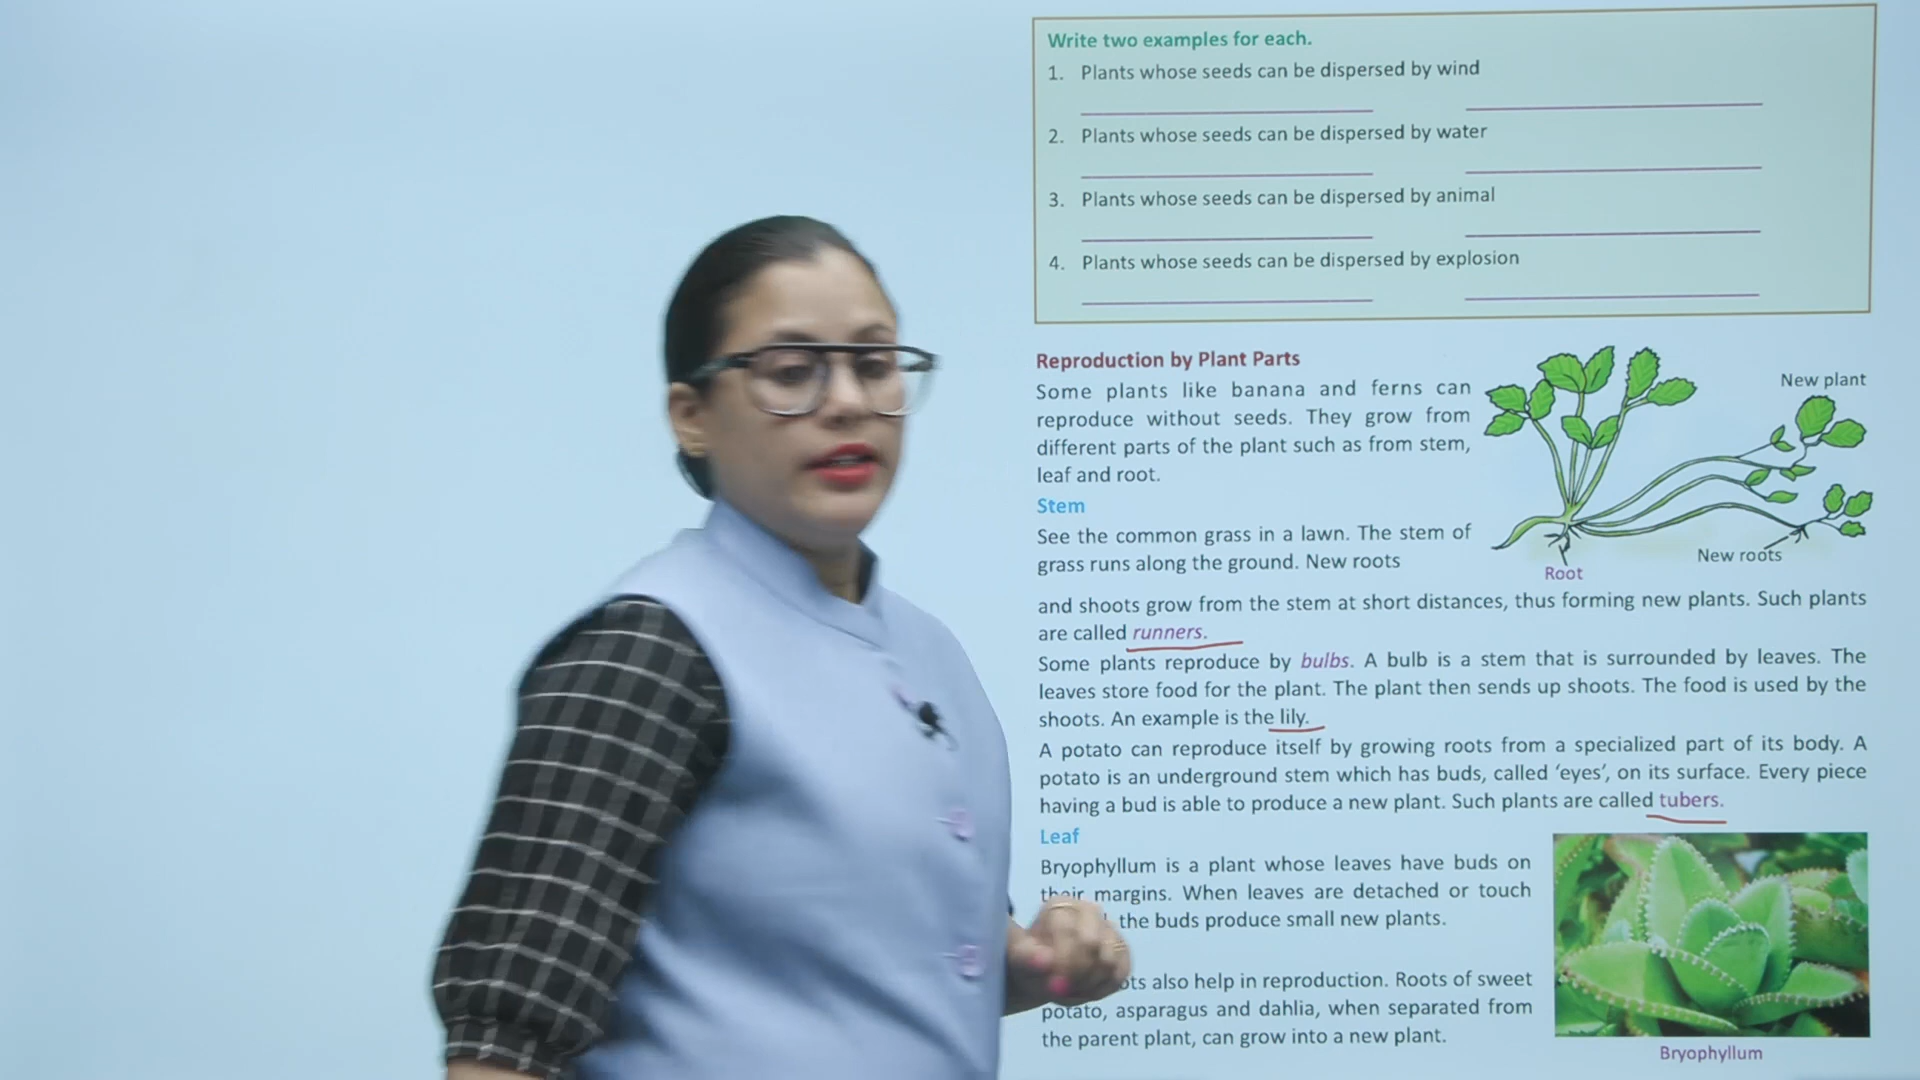 Write two examples for each.
1. Plants whose seeds can be dispersed by wind
2. Plants whose seeds can be dispersed by water
3. Plants whose seeds can be dispersed by animal
4. Plants whose seeds can be dispersed by explosion
Reproduction by Plant Parts
Some plants like banana and ferns can
reproduce without seeds. They grow from
different parts of the plant such as from stem,
leaf and root.
New plant
New roots
Root
Stem
See the common grass in a lawn. The stem of
grass runs along the ground. New roots
and shoots grow from the stem at short distances, thus forming new plants. Such plants
are called runners.
Some plants reproduce by bulbs. A bulb is a stem that is surrounded by leaves. The
leaves store food for the plant. The plant then sends up shoots. The food is used by the
shoots. An example is the lily.
A potato can reproduce itself by growing roots from a specialized part of its body. A
potato is an underground stem which has buds, called ‘eyes’, on its surface. Every piece
having a bud is able to produce a new plant. Such plants are called tubers.
Leaf
Bryophyllum is a plant whose leaves have buds on
their margins. When leaves are detached or touch
the buds produce small new plants.
also help in reproduction. Roots of sweet
potato, asparagus and dahlia, when separated from
the parent plant, can grow into a new plant.
Bryophyllum